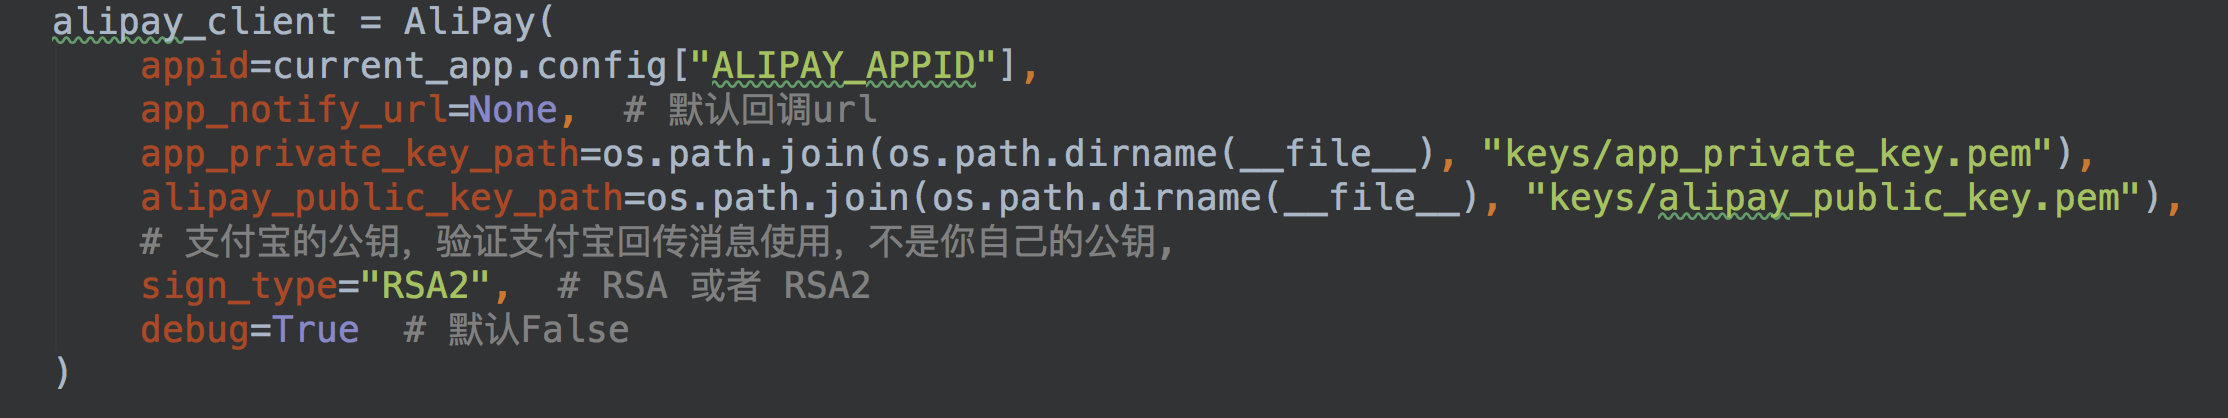 alipay_client = AliPay(
    appid=current_app.config["ALIPAY_APPID"],
    app_notify_url=None,  # 默认回调url
    app_private_key_path=os.path.join(os.path.dirname(__file__), "keys/app_private_key.pem"),
    alipay_public_key_path=os.path.join(os.path.dirname(__file__), "keys/alipay_public_key.pem"),
    # 支付宝的公钥，验证支付宝回传消息使用，不是你自己的公钥,
    sign_type="RSA2",  # RSA 或者 RSA2
    debug=True  # 默认False
)